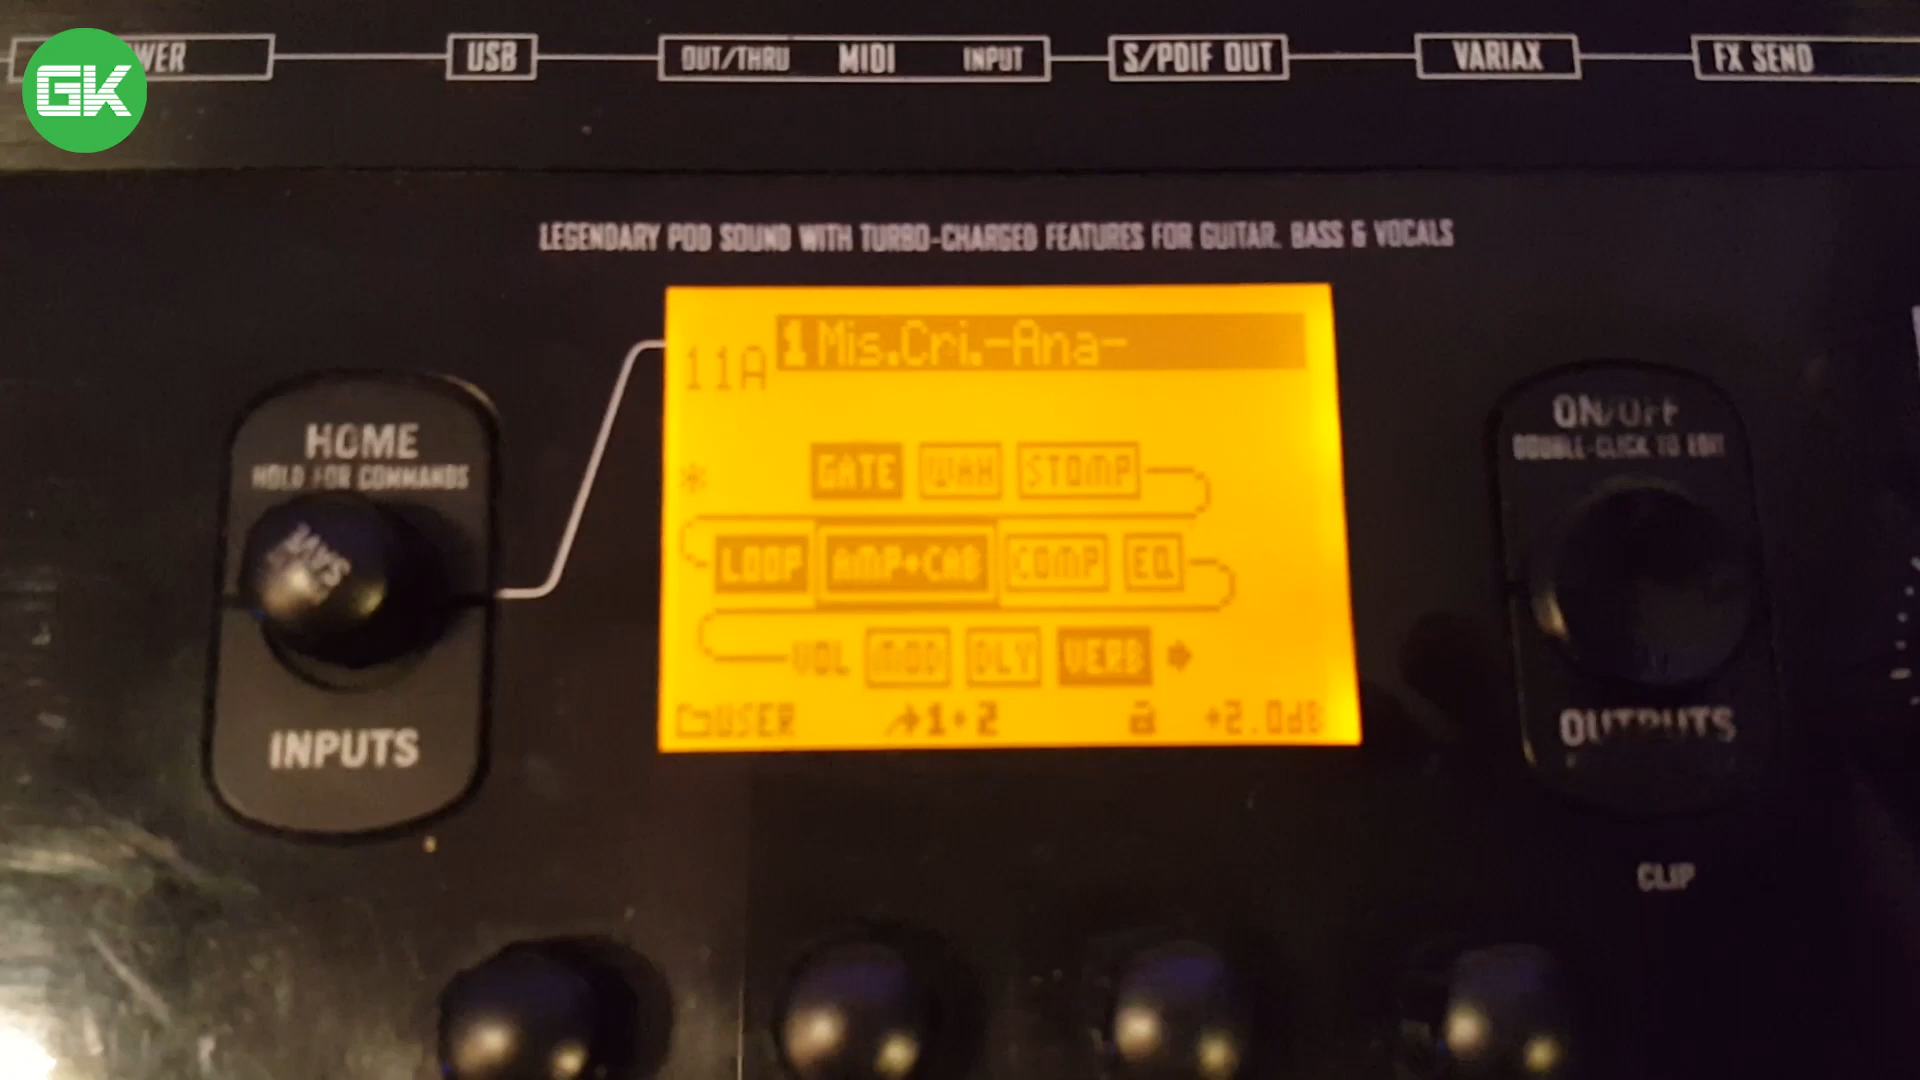 GK
USB
OUT/THRU MIDI INPUT
S/PDIF OUT
VARIAX
FX SEND
LEGENDARY POD SOUND WITH TURBO-CHARGED FEATURES FOR GUITAR, BASS & VOCALS
HOME
HOLD FOR COMMANDS
SAVE
INPUTS
11A
1 Mis.Cri.-Ana-
GATE WAH STOMP
LOOP AMP+CAB COMP EQ
VOL MOD DLY VERB
USER 1+2 +2.0dB
ON/OFF
DOUBLE-CLICK TO EDIT
OUTPUTS
CLIP